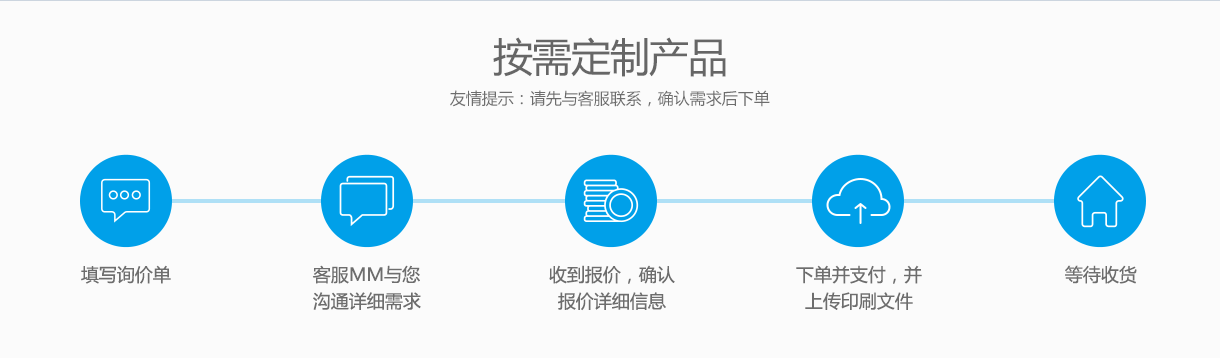 按需定制产品
友情提示：请先与客服联系，确认需求后下单
填写询价单
客服MM与您
沟通详细需求
收到报价，确认
报价详细信息
下单并支付，并
上传印刷文件
等待收货